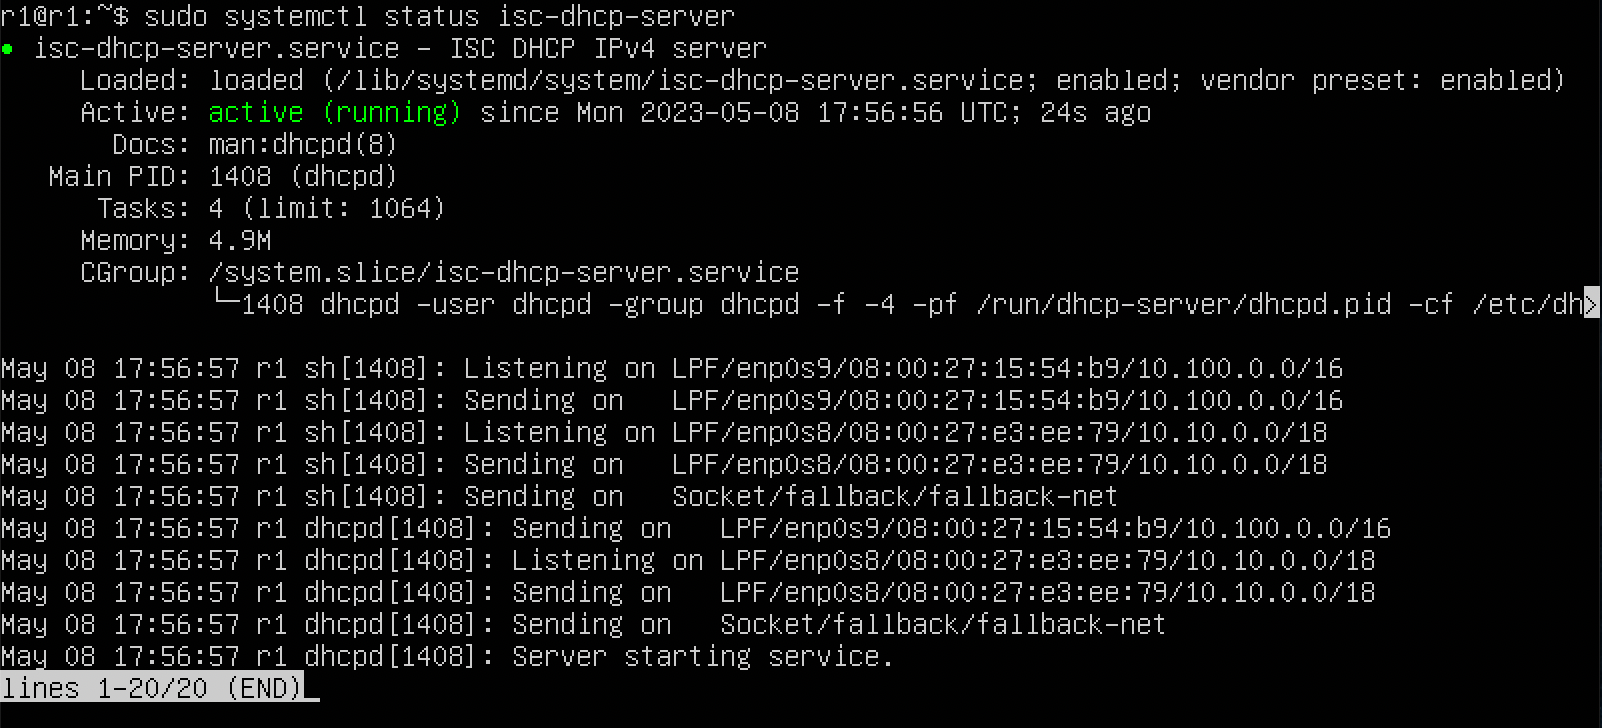 r1@r1:~$ sudo systemctl status isc-dhcp-server
● isc-dhcp-server.service - ISC DHCP IPv4 server
     Loaded: loaded (/lib/systemd/system/isc-dhcp-server.service; enabled; vendor preset: enabled)
     Active: active (running) since Mon 2023-05-08 17:56:56 UTC; 24s ago
       Docs: man:dhcpd(8)
   Main PID: 1408 (dhcpd)
      Tasks: 4 (limit: 1064)
     Memory: 4.9M
     CGroup: /system.slice/isc-dhcp-server.service
             └─1408 dhcpd -user dhcpd -group dhcpd -f -4 -pf /run/dhcp-server/dhcpd.pid -cf /etc/dh>
May 08 17:56:57 r1 sh[1408]: Listening on LPF/enp0s9/08:00:27:15:54:b9/10.100.0.0/16
May 08 17:56:57 r1 sh[1408]: Sending on   LPF/enp0s9/08:00:27:15:54:b9/10.100.0.0/16
May 08 17:56:57 r1 sh[1408]: Listening on LPF/enp0s8/08:00:27:e3:ee:79/10.10.0.0/18
May 08 17:56:57 r1 sh[1408]: Sending on   LPF/enp0s8/08:00:27:e3:ee:79/10.10.0.0/18
May 08 17:56:57 r1 sh[1408]: Sending on   Socket/fallback/fallback-net
May 08 17:56:57 r1 dhcpd[1408]: Sending on   LPF/enp0s9/08:00:27:15:54:b9/10.100.0.0/16
May 08 17:56:57 r1 dhcpd[1408]: Listening on LPF/enp0s8/08:00:27:e3:ee:79/10.10.0.0/18
May 08 17:56:57 r1 dhcpd[1408]: Sending on   LPF/enp0s8/08:00:27:e3:ee:79/10.10.0.0/18
May 08 17:56:57 r1 dhcpd[1408]: Sending on   Socket/fallback/fallback-net
May 08 17:56:57 r1 dhcpd[1408]: Server starting service.
lines 1-20/20 (END)